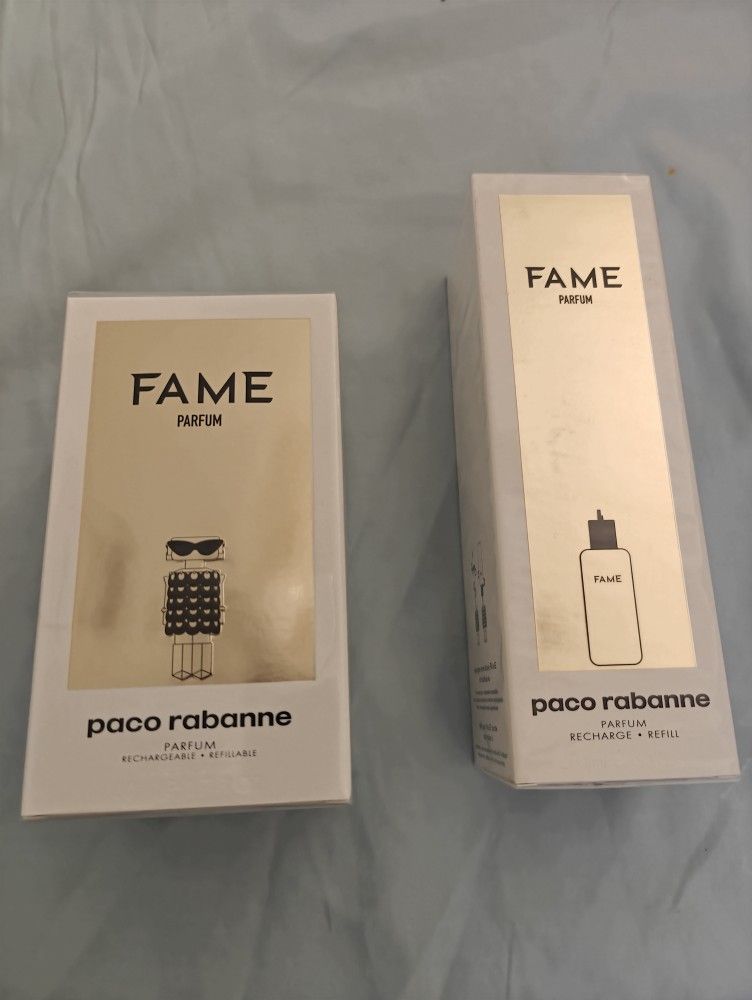 FAME
PARFUM
paco rabanne
PARFUM
RECHARGEABLE • REFILLABLE
FAME
PARFUM
FAME
paco rabanne
PARFUM
RECHARGE • REFILL